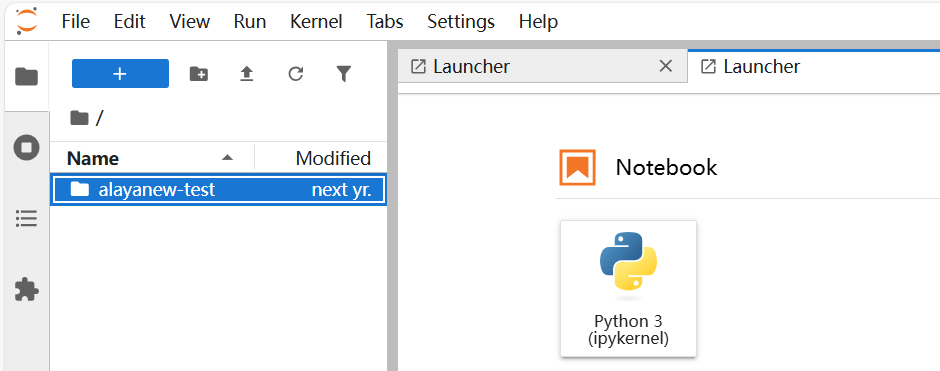 File Edit View Run Kernel Tabs Settings Help
+
Launcher
Launcher
/
Name Modified
alayanew-test next yr.
Notebook
Python 3
(ipykernel)